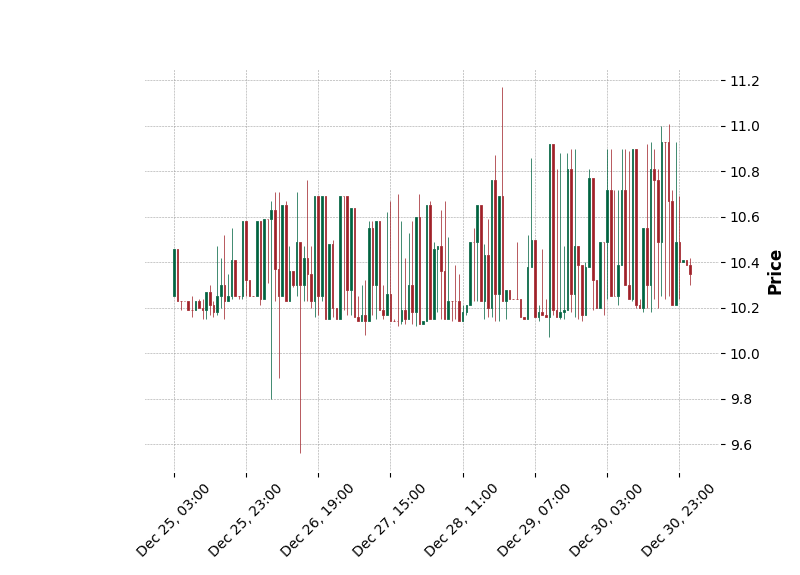 11.2
11.0
10.8
10.6
10.4
10.2
10.0
9.8
9.6
Price
Dec 25, 03:00
Dec 25, 23:00
Dec 26, 19:00
Dec 27, 15:00
Dec 28, 11:00
Dec 29, 07:00
Dec 30, 03:00
Dec 30, 23:00